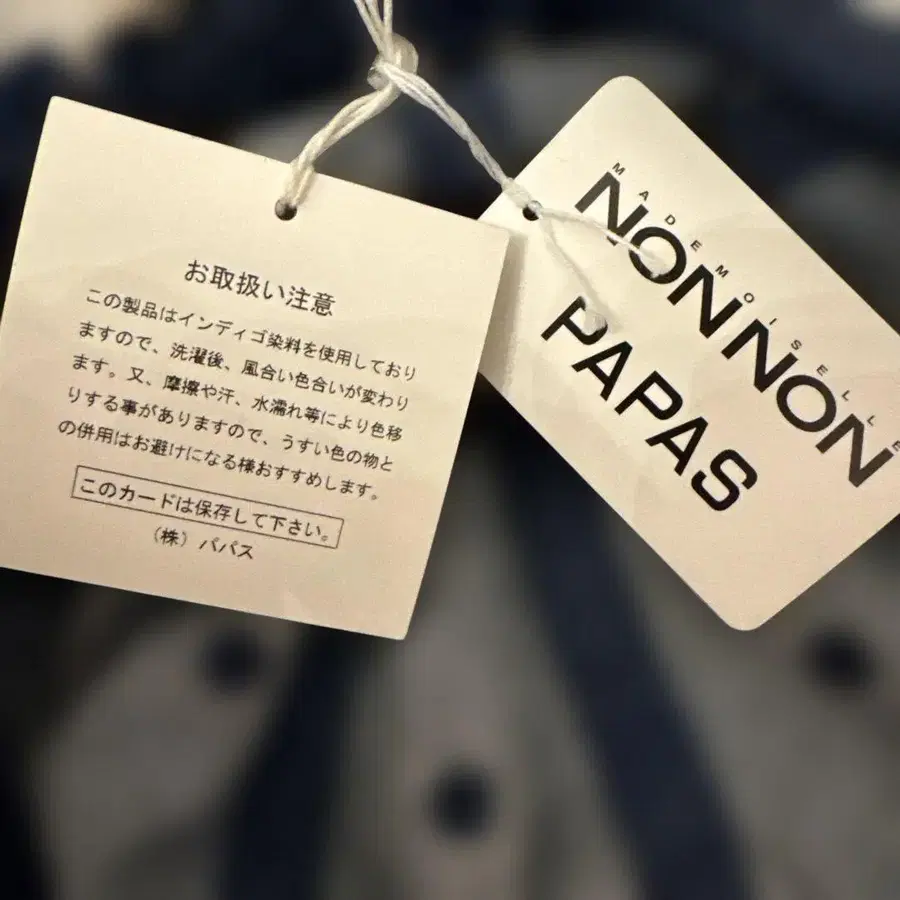 お取扱い注意
この製品はインディゴ染料を使用しており
ますので、洗濯後、風合い色合いが変わり
ます。又、摩擦や汗、水濡れ等により色移
りする事がありますので、うすい色の物と
の併用はお避けになる様おすすめします。
このカードは保存して下さい。
（株）パパス
MADEMOISELLE
NON NON
PAPAS